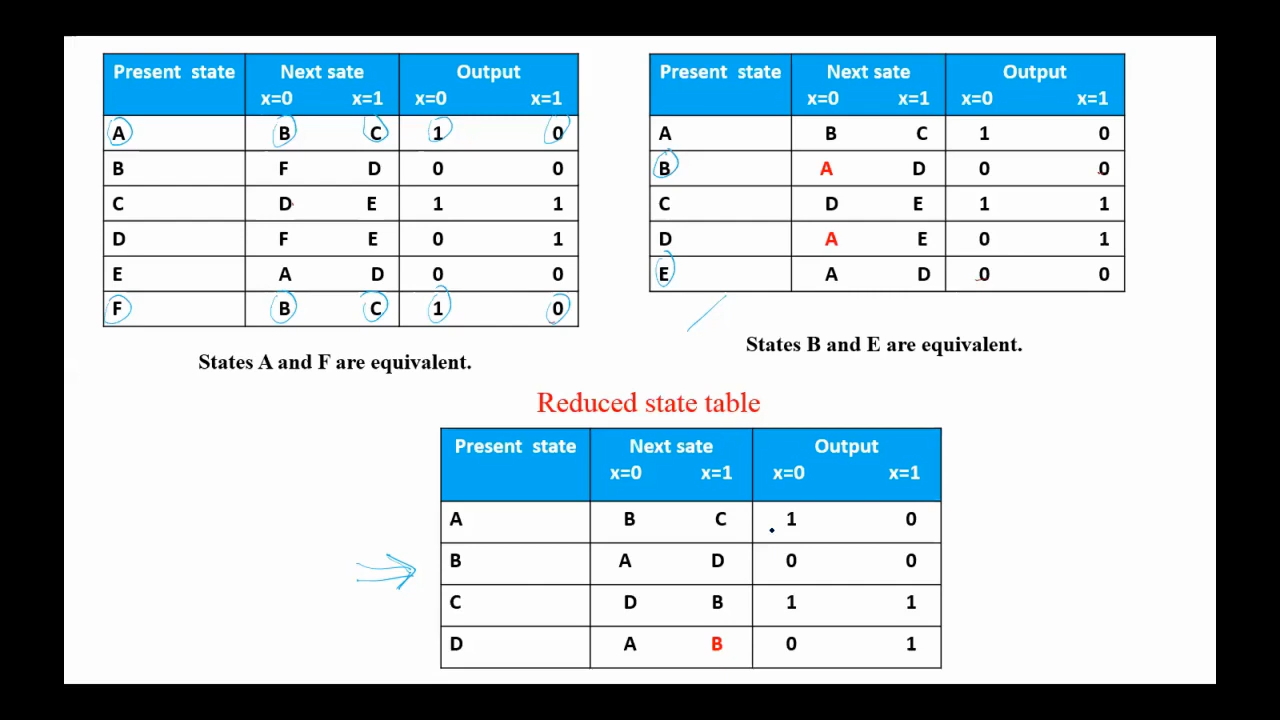 Present state Next sate Output
x=0 x=1 x=0 x=1
A B C 1 0
B F D 0 0
C D E 1 1
D F E 0 1
E A D 0 0
F B C 1 0
States A and F are equivalent.
Present state Next sate Output
x=0 x=1 x=0 x=1
A B C 1 0
B A D 0 0
C D E 1 1
D A E 0 1
E A D 0 0
States B and E are equivalent.
Reduced state table
Present state Next sate Output
x=0 x=1 x=0 x=1
A B C 1 0
B A D 0 0
C D B 1 1
D A B 0 1